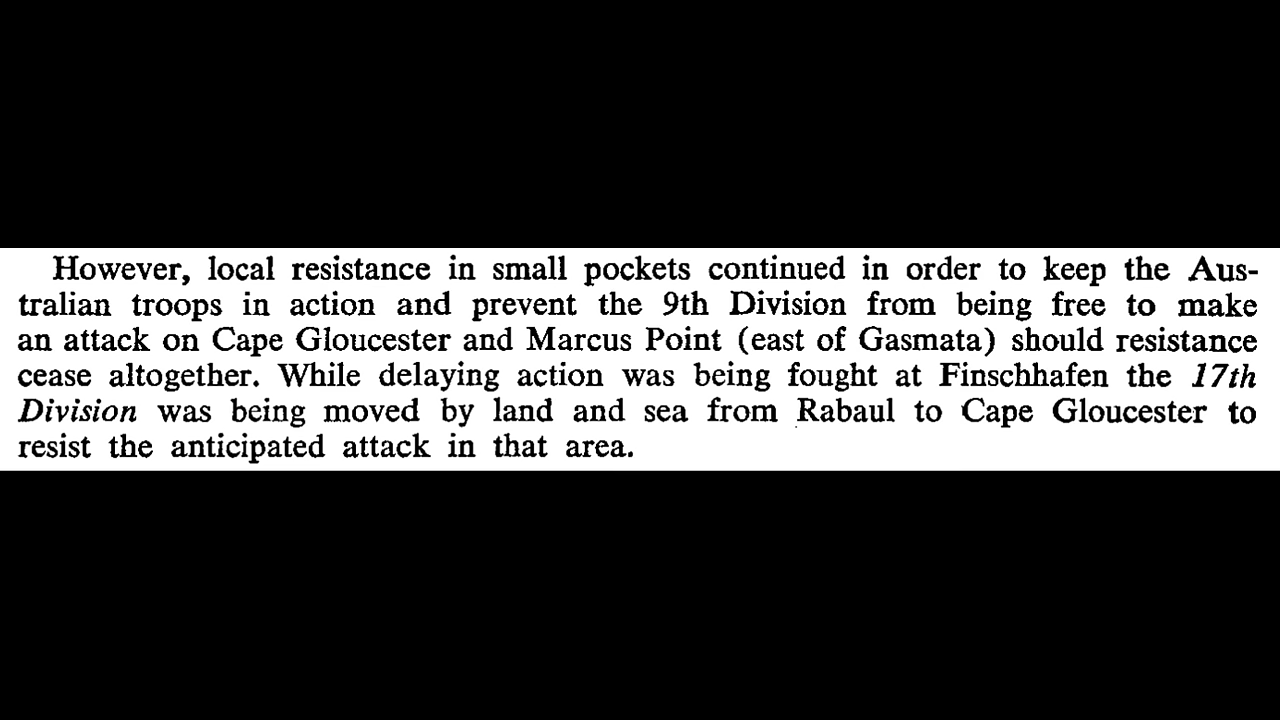 However, local resistance in small pockets continued in order to keep the Aus-
tralian troops in action and prevent the 9th Division from being free to make
an attack on Cape Gloucester and Marcus Point (east of Gasmata) should resistance
cease altogether. While delaying action was being fought at Finschhafen the 17th
Division was being moved by land and sea from Rabaul to Cape Gloucester to
resist the anticipated attack in that area.